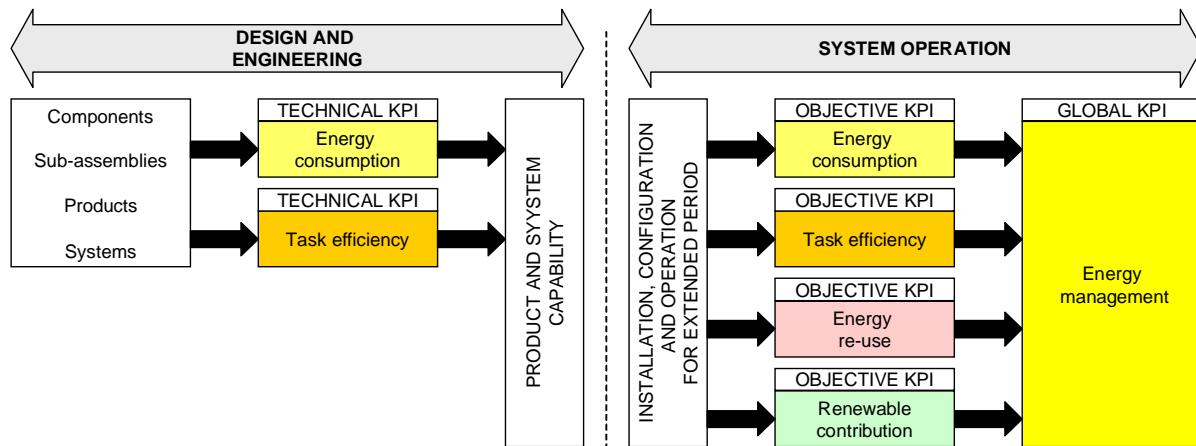 DESIGN AND
ENGINEERING
SYSTEM OPERATION
Components
Sub-assemblies
Products
Systems
TECHNICAL KPI
Energy
consumption
TECHNICAL KPI
Task efficiency
PRODUCT AND SYYSTEM
CAPABILITY
INSTALLATION, CONFIGURATION
AND OPERATION
FOR EXTENDED PERIOD
OBJECTIVE KPI
Energy
consumption
OBJECTIVE KPI
Task efficiency
OBJECTIVE KPI
Energy
re-use
OBJECTIVE KPI
Renewable
contribution
GLOBAL KPI
Energy
management